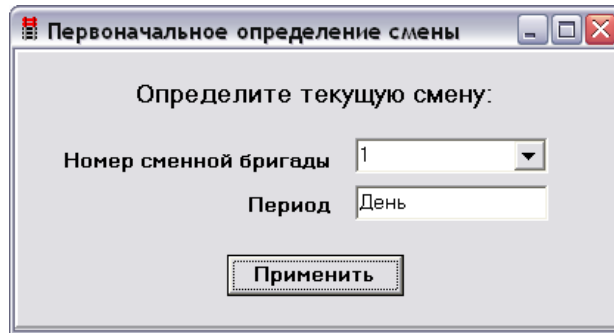 Первоначальное определение смены
Определите текущую смену:
Номер сменной бригады 1
Период День
Применить